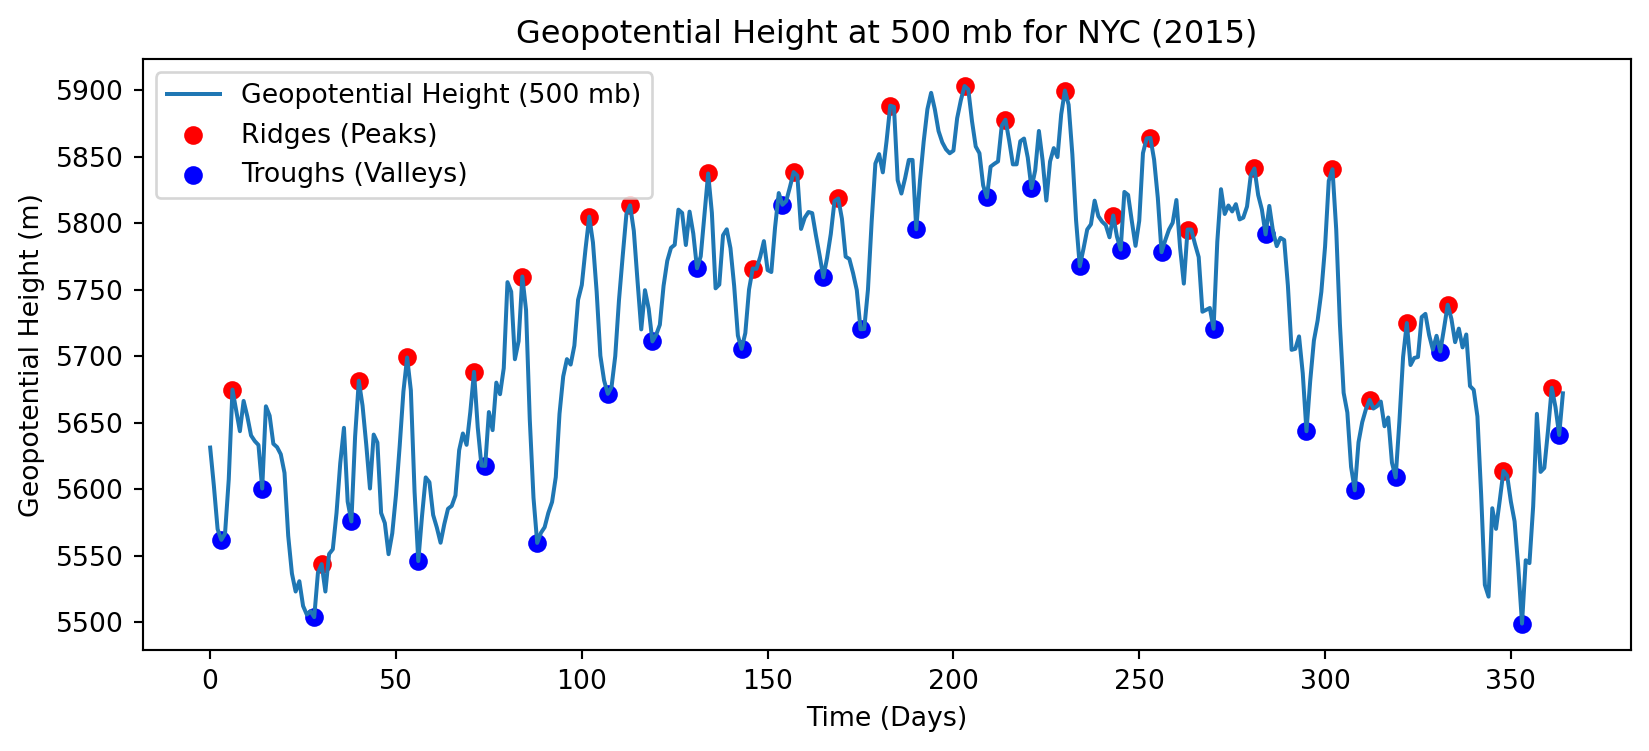 Geopotential Height at 500 mb for NYC (2015)
Geopotential Height (500 mb)
Ridges (Peaks)
Troughs (Valleys)
Geopotential Height (m)
5900
5850
5800
5750
5700
5650
5600
5550
5500
0 50 100 150 200 250 300 350
Time (Days)